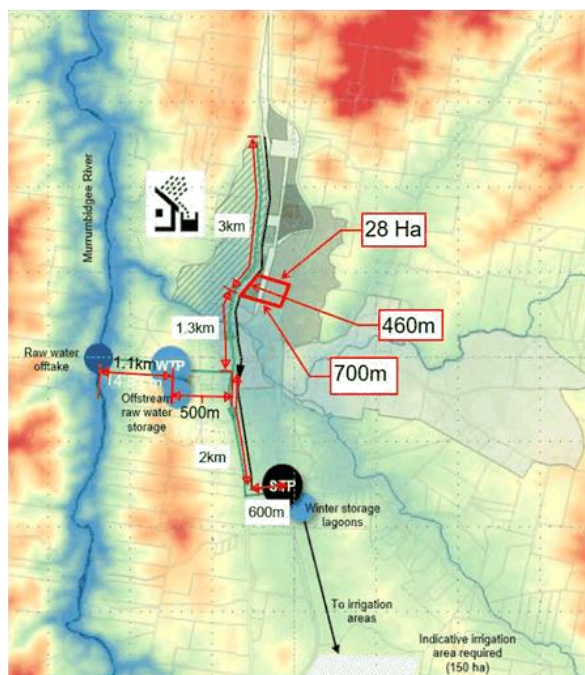 Murrumbidgee River
3km
28 Ha
460m
1.3km
700m
Raw water
offtake
1.1km
WTP
Offstream
raw water
storage
500m
2km
STP
600m
Winter storage
lagoons
To irrigation
areas
Indicative irrigation
area required
(150 ha)